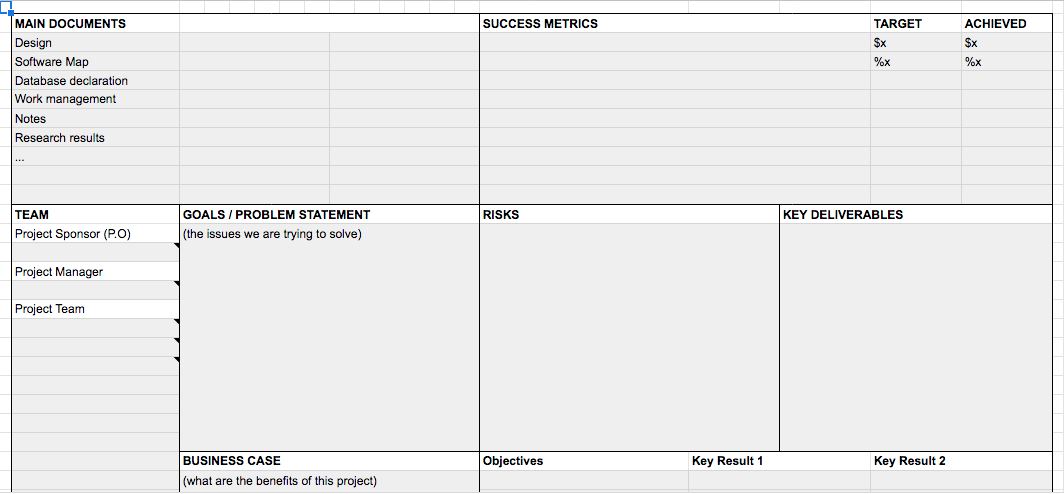 MAIN DOCUMENTS SUCCESS METRICS TARGET ACHIEVED
Design $x $x
Software Map %x %x
Database declaration
Work management
Notes
Research results
...
TEAM GOALS / PROBLEM STATEMENT RISKS KEY DELIVERABLES
Project Sponsor (P.O) (the issues we are trying to solve)
Project Manager
Project Team
BUSINESS CASE Objectives Key Result 1 Key Result 2
(what are the benefits of this project)